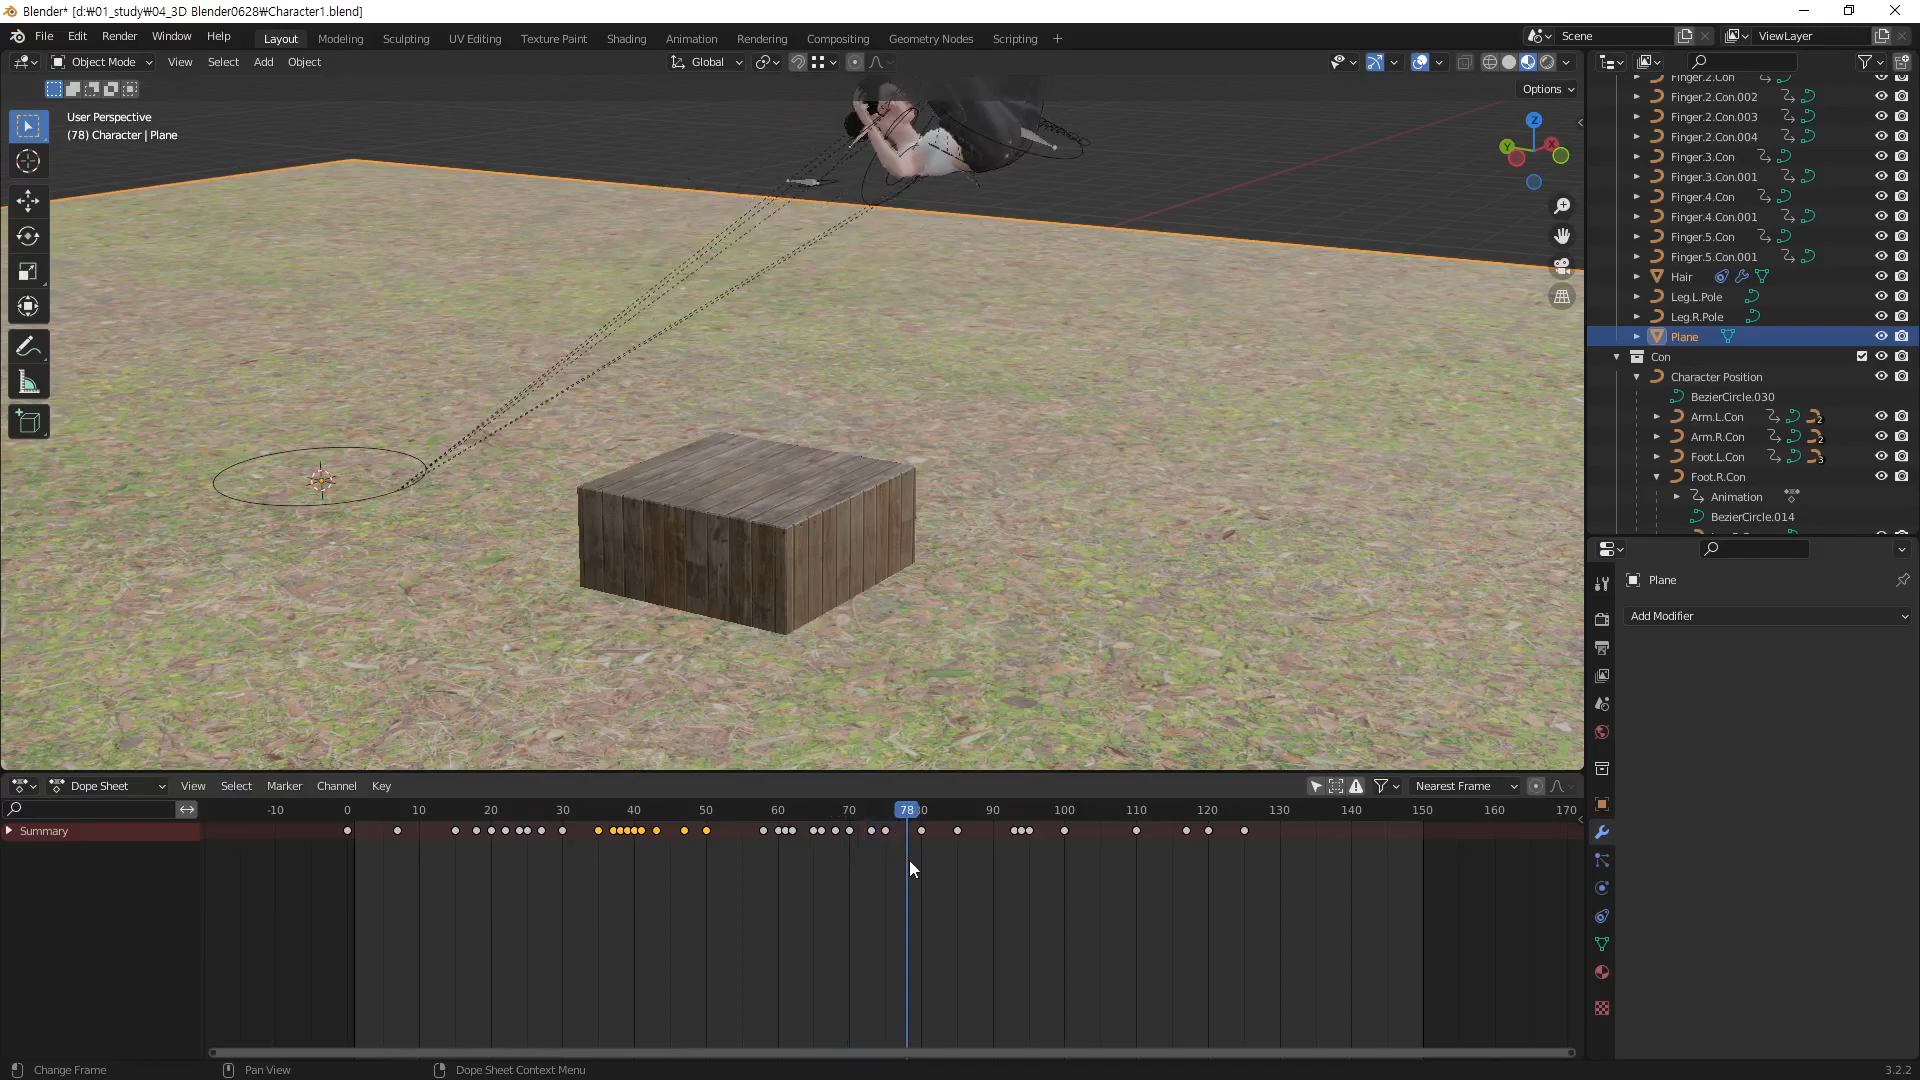 Blender* [d:₩01_study₩04_3D Blender0628₩Character1.blend]
File Edit Render Window Help Layout Modeling Sculpting UV Editing Texture Paint Shading Animation Rendering Compositing Geometry Nodes Scripting Scene ViewLayer
Object Mode View Select Add Object Global
Options
User Perspective
(78) Character | Plane
Z
Y
X
Finger.2.Con
Finger.2.Con.002
Finger.2.Con.003
Finger.2.Con.004
Finger.3.Con
Finger.3.Con.001
Finger.4.Con
Finger.4.Con.001
Finger.5.Con
Finger.5.Con.001
Hair
Leg.L.Pole
Leg.R.Pole
Plane
Con
Character Position
BezierCircle.030
Arm.L.Con 2
Arm.R.Con 2
Foot.L.Con 3
Foot.R.Con
Animation
BezierCircle.014
Plane
Add Modifier
Dope Sheet View Select Marker Channel Key Nearest Frame
-10 0 10 20 30 40 50 60 70 78 80 90 100 110 120 130 140 150 160 170
Summary
Change Frame Pan View Dope Sheet Context Menu 3.2.2